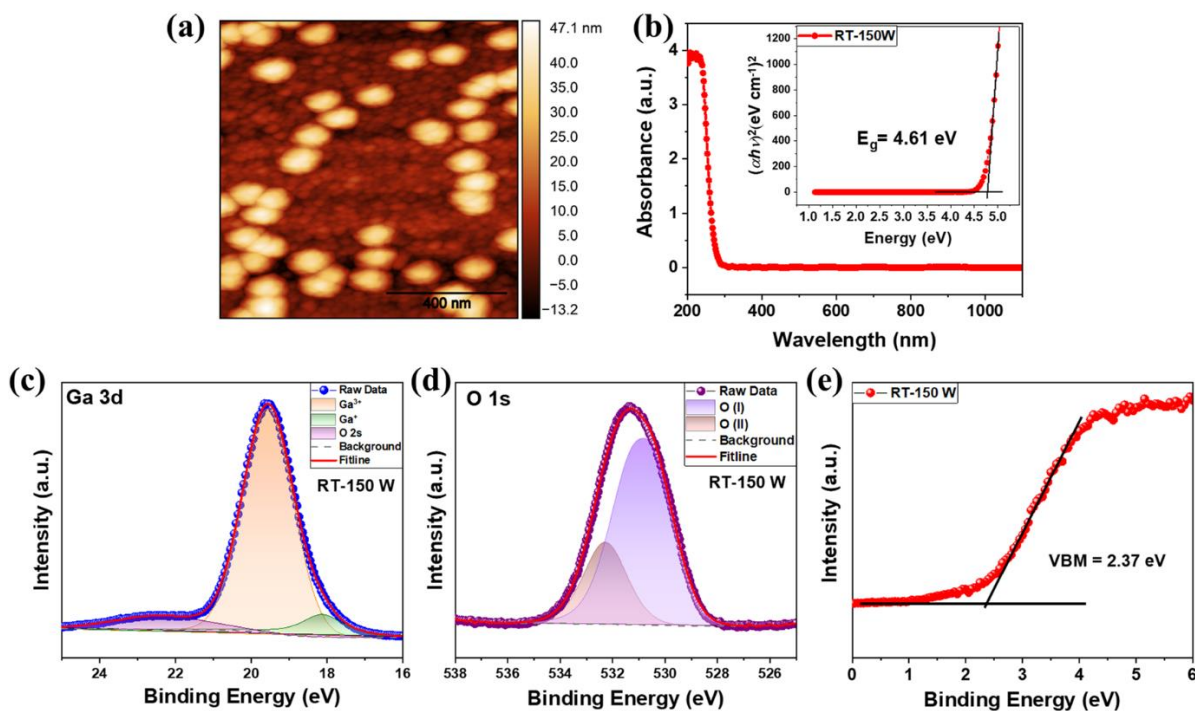 (a)
47.1 nm
40.0
35.0
30.0
25.0
20.0
15.0
10.0
5.0
0.0
−5.0
−13.2
400 nm
(b)
Absorbance (a.u.)
4
3
2
1
0
200 400 600 800 1000
Wavelength (nm)
RT-150W
(αhν)²(eV cm⁻¹)²
1200
1000
800
600
400
200
0
E_g= 4.61 eV
1.0 1.5 2.0 2.5 3.0 3.5 4.0 4.5 5.0
Energy (eV)
(c)
Ga 3d
Raw Data
Ga³⁺
Ga⁺
O 2s
Background
Fitline
RT-150 W
Intensity (a.u.)
24 22 20 18 16
Binding Energy (eV)
(d)
O 1s
Raw Data
O (I)
O (II)
Background
Fitline
RT-150 W
Intensity (a.u.)
538 536 534 532 530 528 526
Binding Energy (eV)
(e)
RT-150 W
VBM = 2.37 eV
Intensity (a.u.)
0 1 2 3 4 5 6
Binding Energy (eV)